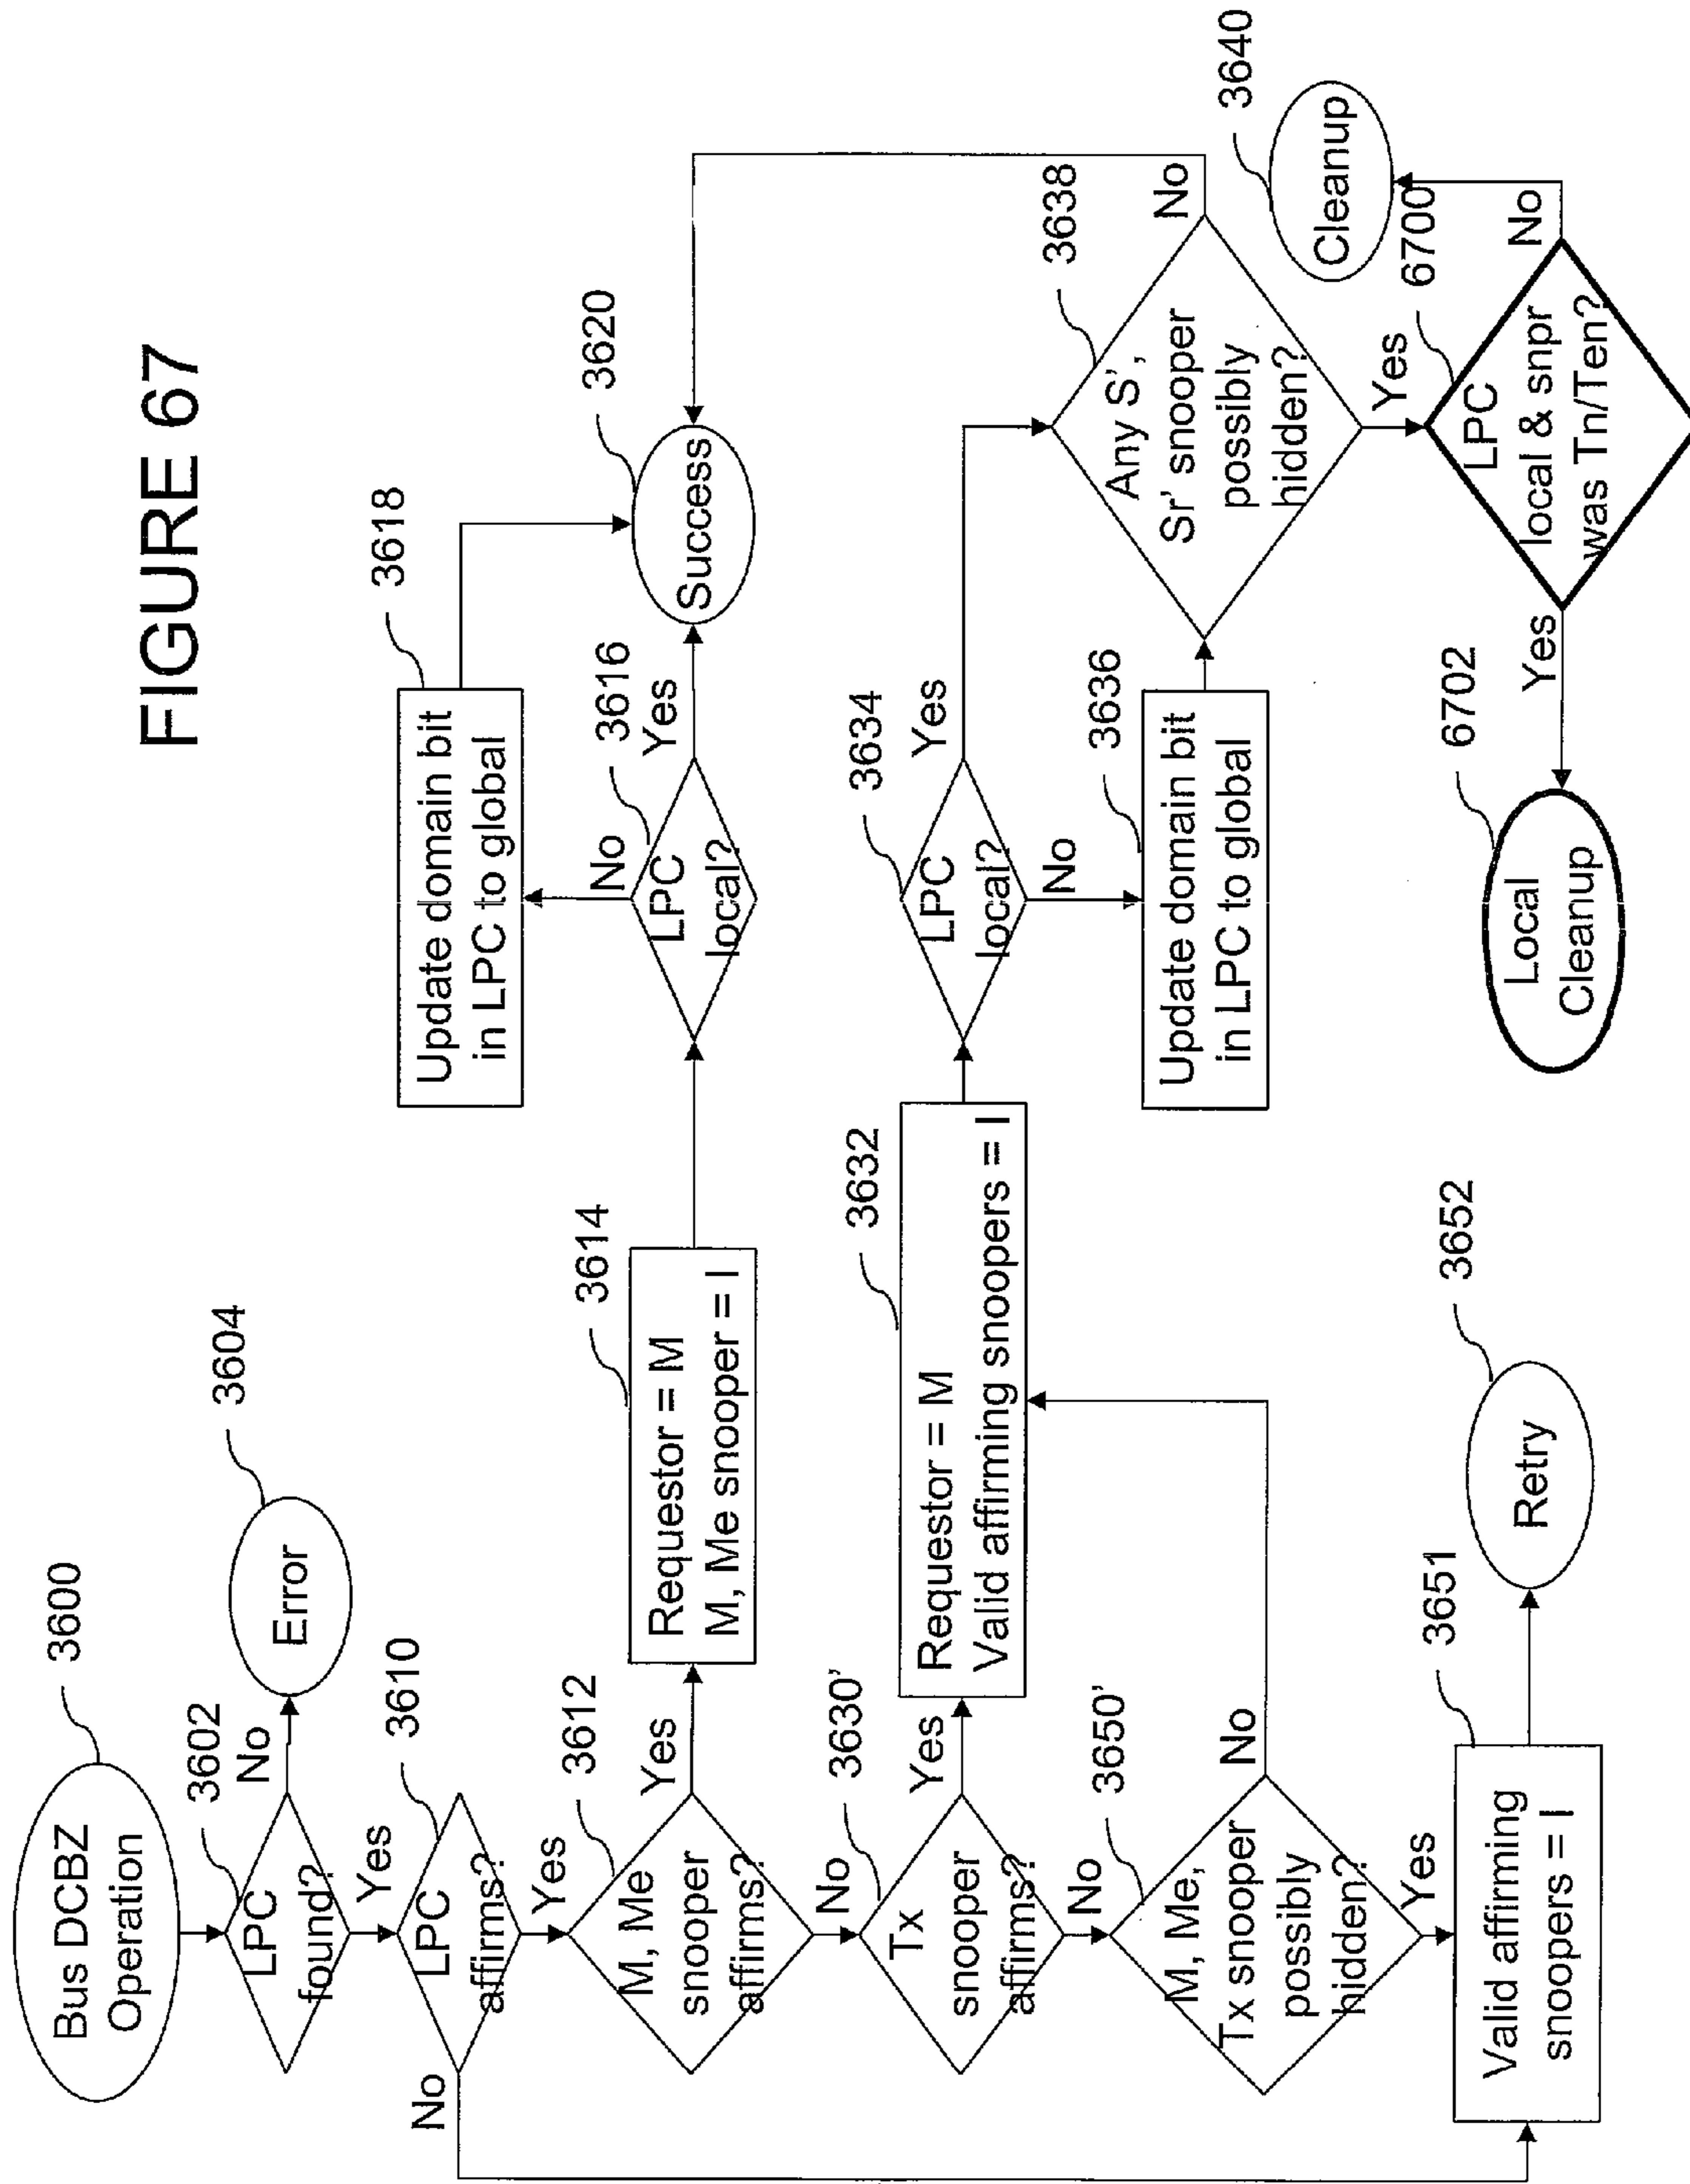 FIGURE 67
Bus DCBZ
Operation
3600
LPC
found?
3602
No
Error
3604
Yes
LPC
affirms?
3610
No
Yes
M, Me
snooper
affirms?
3612
Yes
Requestor = M
M, Me snooper = I
3614
LPC
local?
3616
No
Update domain bit
in LPC to global
3618
Yes
Success
3620
No
Tx
snooper
affirms?
3630’
Yes
Requestor = M
Valid affirming snoopers = I
3632
LPC
local?
3634
Yes
No
Update domain bit
in LPC to global
3636
Any S’,
Sr’ snooper
possibly
hidden?
3638
No
Yes
LPC
local & snpr
was Tn/Ten?
6700
No
Cleanup
3640
Yes
Local
Cleanup
6702
No
M, Me,
Tx snooper
possibly
hidden?
3650’
No
Yes
Valid affirming
snoopers = I
3651
Retry
3652